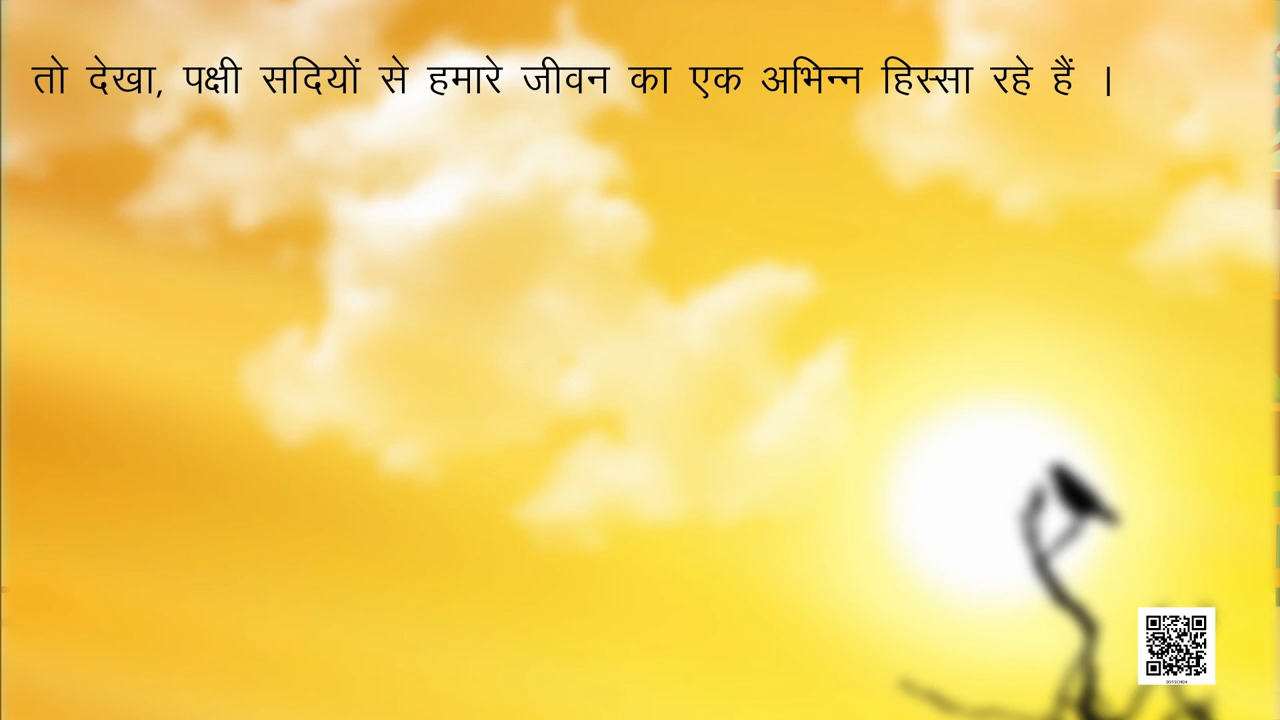 तो देखा, पक्षी सदियों से हमारे जीवन का एक अभिन्न हिस्सा रहे हैं ।